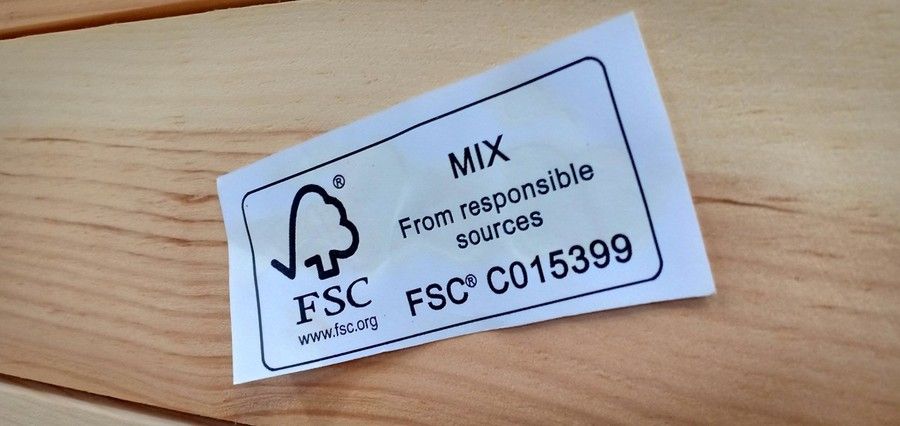 ®
FSC
www.fsc.org
MIX
From responsible
sources
FSC® C015399